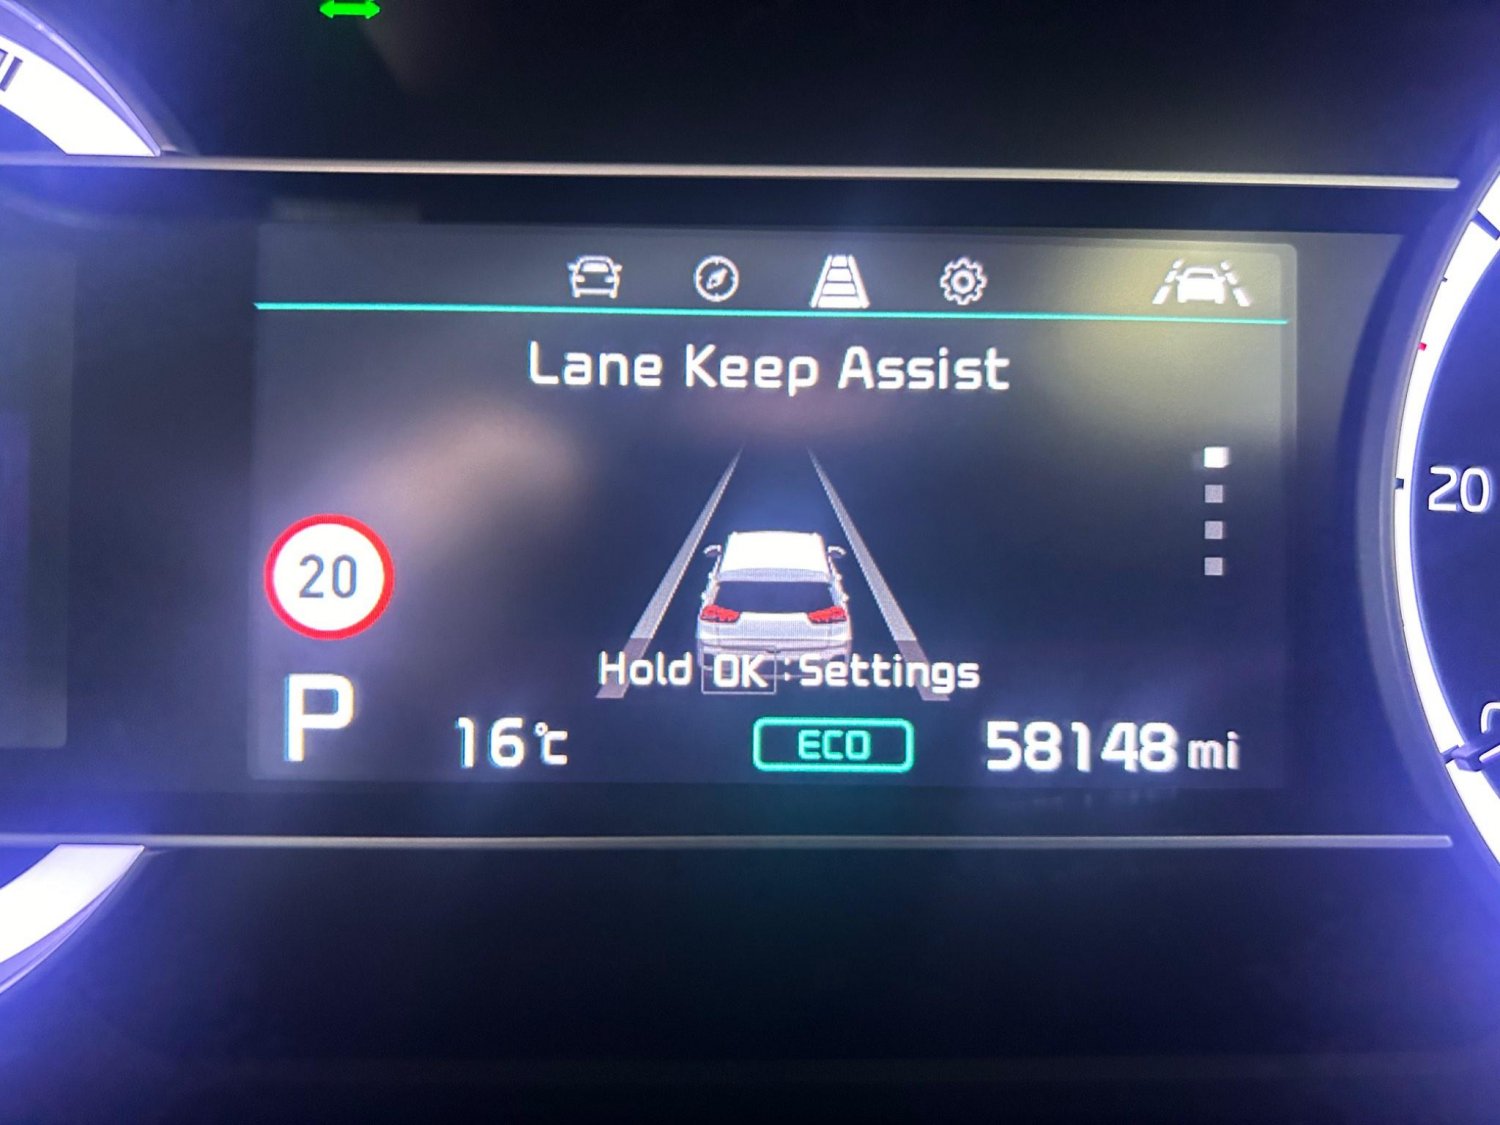 Lane Keep Assist
20
20
Hold OK : Settings
P
16°C
ECO
58148 mi